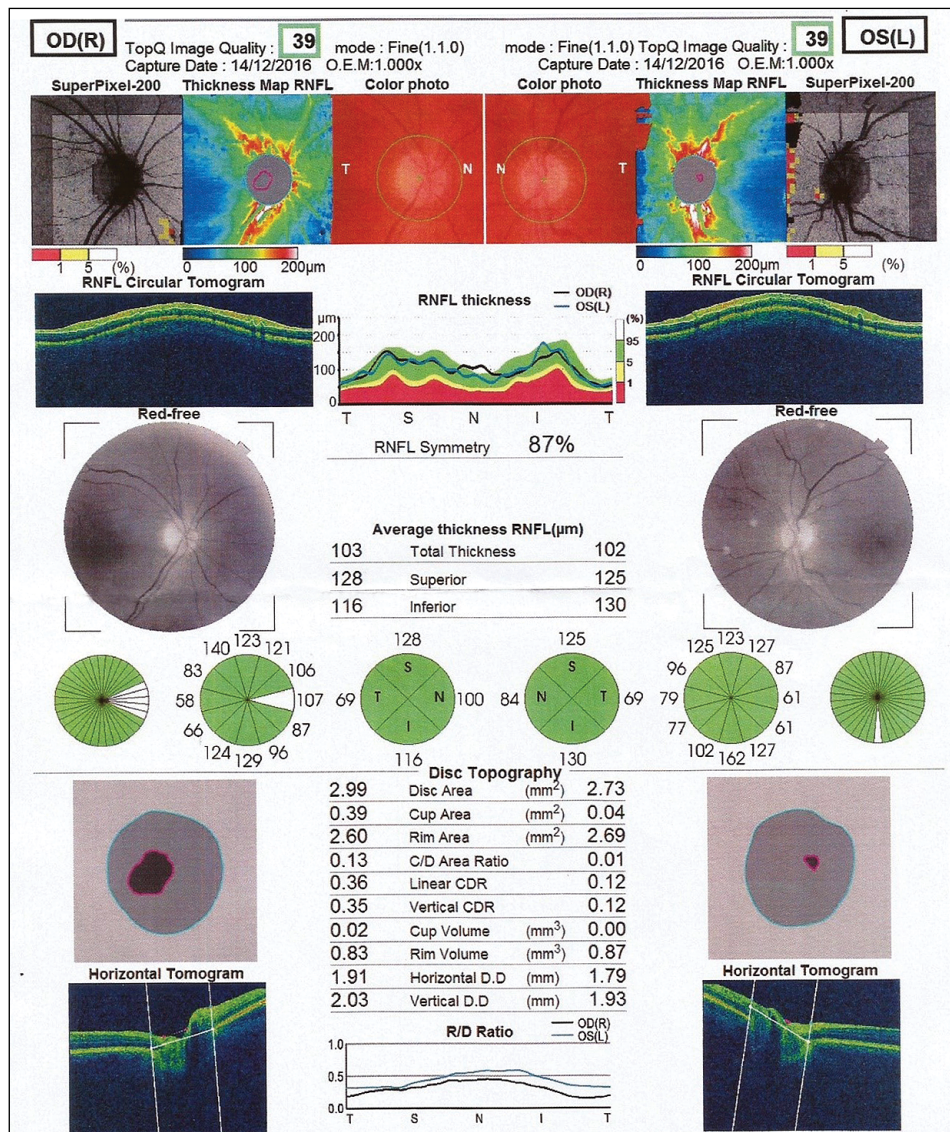 OD(R) TopQ Image Quality : 39 mode : Fine(1.1.0) mode : Fine(1.1.0) TopQ Image Quality : 39 OS(L)
Capture Date : 14/12/2016 O.E.M:1.000x Capture Date : 14/12/2016 O.E.M:1.000x
SuperPixel-200 Thickness Map RNFL Color photo Color photo Thickness Map RNFL SuperPixel-200
T N N T
1 5 (%) 0 100 200µm 0 100 200µm 1 5 (%)
RNFL Circular Tomogram RNFL thickness OD(R) OS(L) RNFL Circular Tomogram
µm (%)
200 95
100 5
0 1
T S N I T
Red-free RNFL Symmetry 87% Red-free
Average thickness RNFL(µm)
103 Total Thickness 102
128 Superior 125
116 Inferior 130
140 123 121 128 125 125 123 127
83 106 S S 96 87
58 107 69 T N 100 84 N T 69 79 61
66 87 I I 77 61
124 129 96 116 130 102 162 127
Disc Topography
2.99 Disc Area (mm²) 2.73
0.39 Cup Area (mm²) 0.04
2.60 Rim Area (mm²) 2.69
0.13 C/D Area Ratio 0.01
0.36 Linear CDR 0.12
0.35 Vertical CDR 0.12
0.02 Cup Volume (mm³) 0.00
0.83 Rim Volume (mm³) 0.87
1.91 Horizontal D.D (mm) 1.79
2.03 Vertical D.D (mm) 1.93
Horizontal Tomogram Horizontal Tomogram
R/D Ratio OD(R) OS(L)
1.0
0.5
0.0
T S N I T